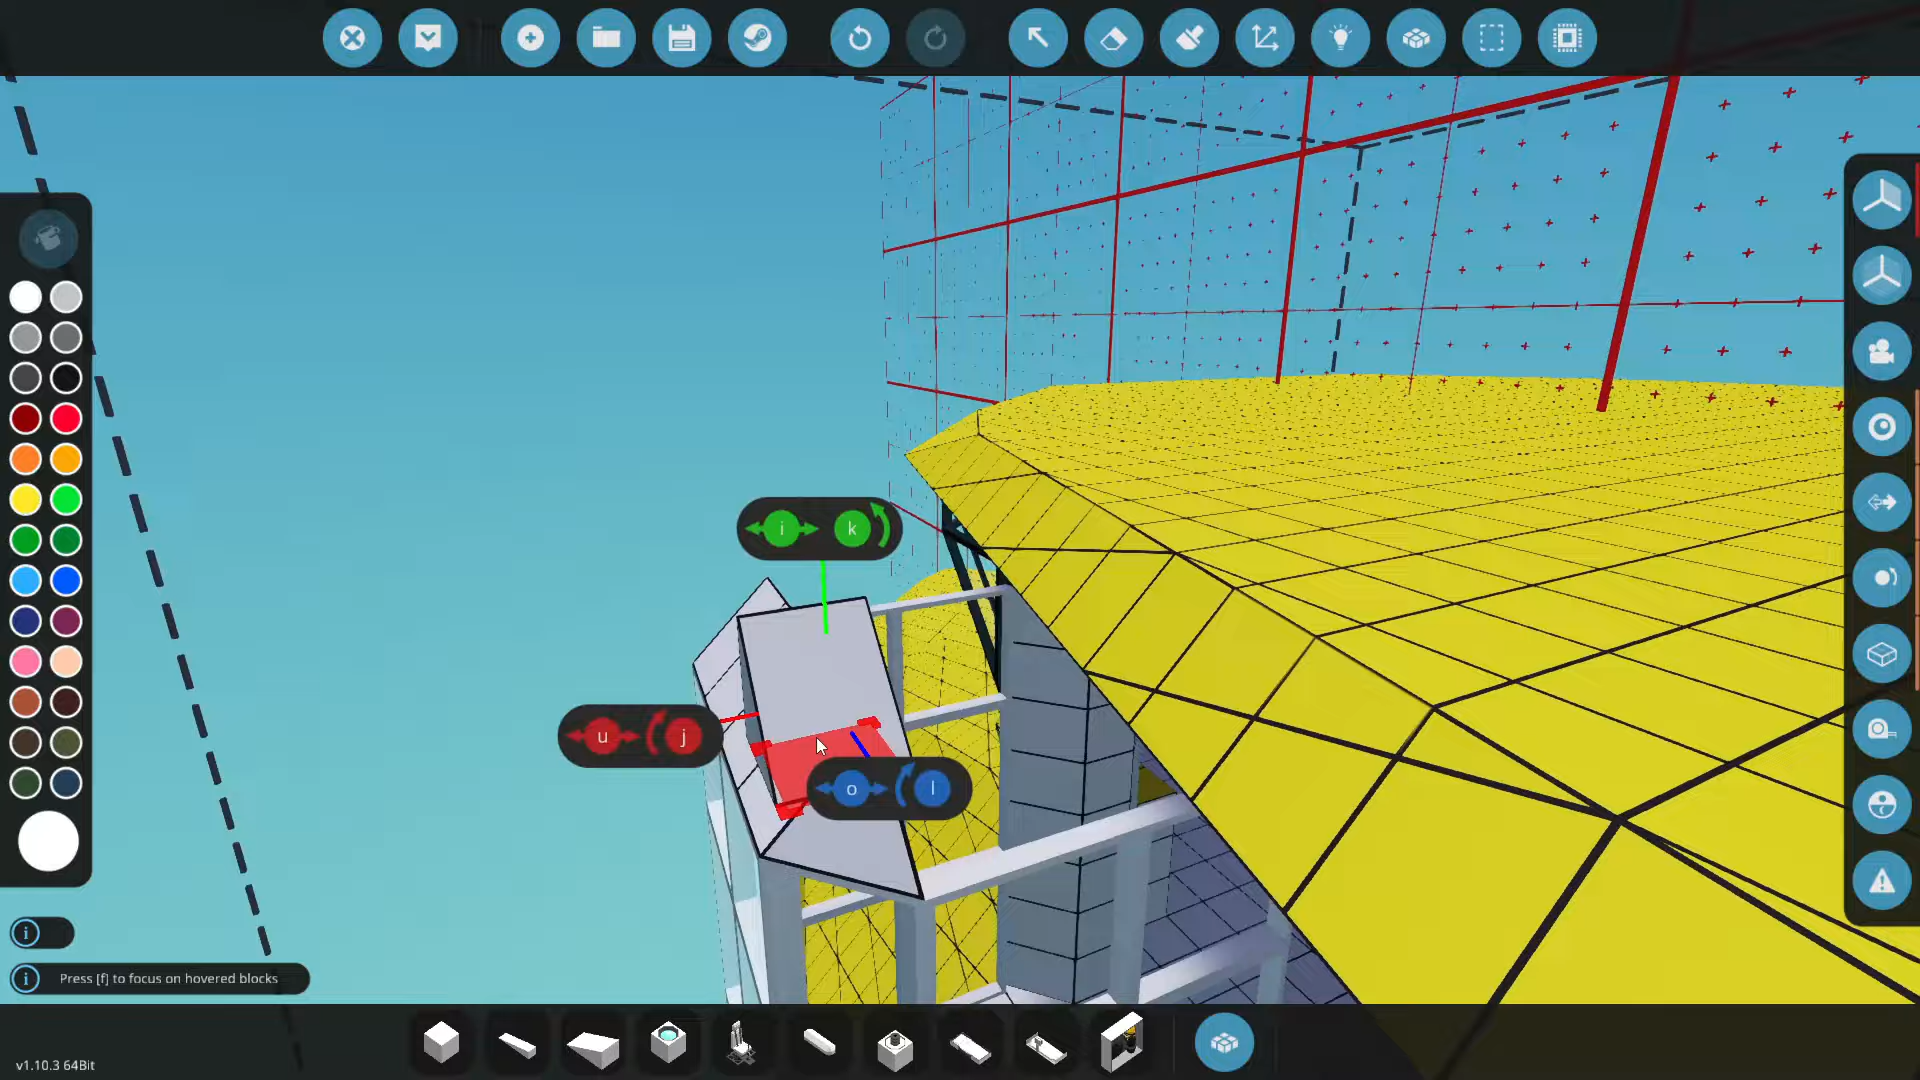 i k
u j
o l
Press [f] to focus on hovered blocks
v1.10.3 64Bit